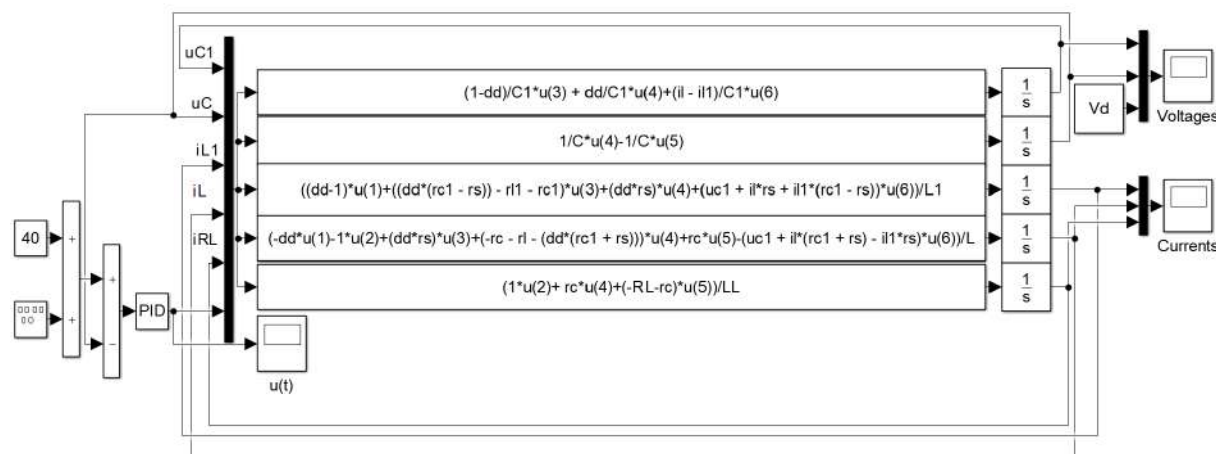 uC1
uC
iL1
iL
iRL
(1-dd)/C1*u(3) + dd/C1*u(4)+(il - il1)/C1*u(6)
1/C*u(4)-1/C*u(5)
((dd-1)*u(1)+((dd*(rc1 - rs)) - rl1 - rc1)*u(3)+(dd*rs)*u(4)+(uc1 + il*rs + il1*(rc1 - rs))*u(6))/L1
(-dd*u(1)-1*u(2)+(dd*rs)*u(3)+(-rc - rl - (dd*(rc1 + rs)))*u(4)+rc*u(5)-(uc1 + il*(rc1 + rs) - il1*rs)*u(6))/L
(1*u(2)+ rc*u(4)+(-RL-rc)*u(5))/LL
1
s
1
s
1
s
1
s
1
s
Vd
Voltages
Currents
40
+
+
+
−
PID
u(t)